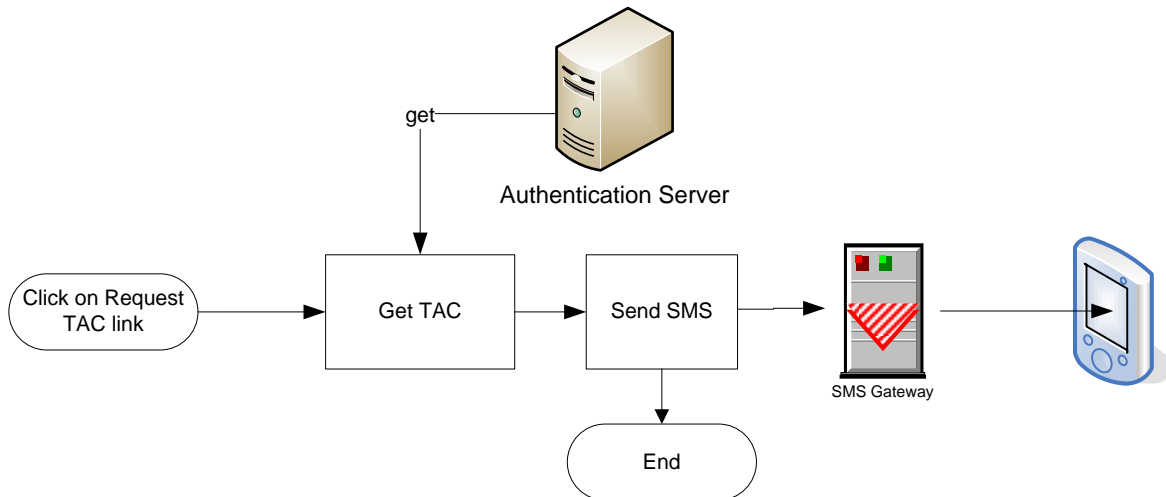 get
Authentication Server
Click on Request
TAC link
Get TAC
Send SMS
SMS Gateway
End